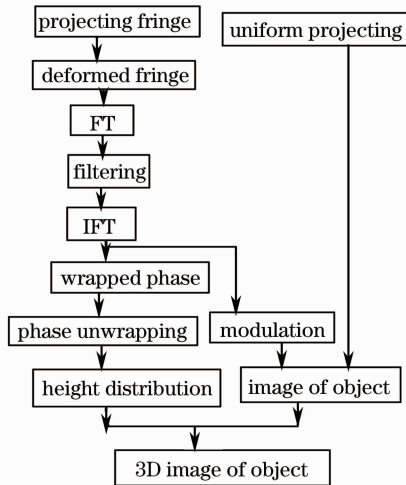 projecting fringe
uniform projecting
deformed fringe
FT
filtering
IFT
wrapped phase
phase unwrapping
modulation
height distribution
image of object
3D image of object